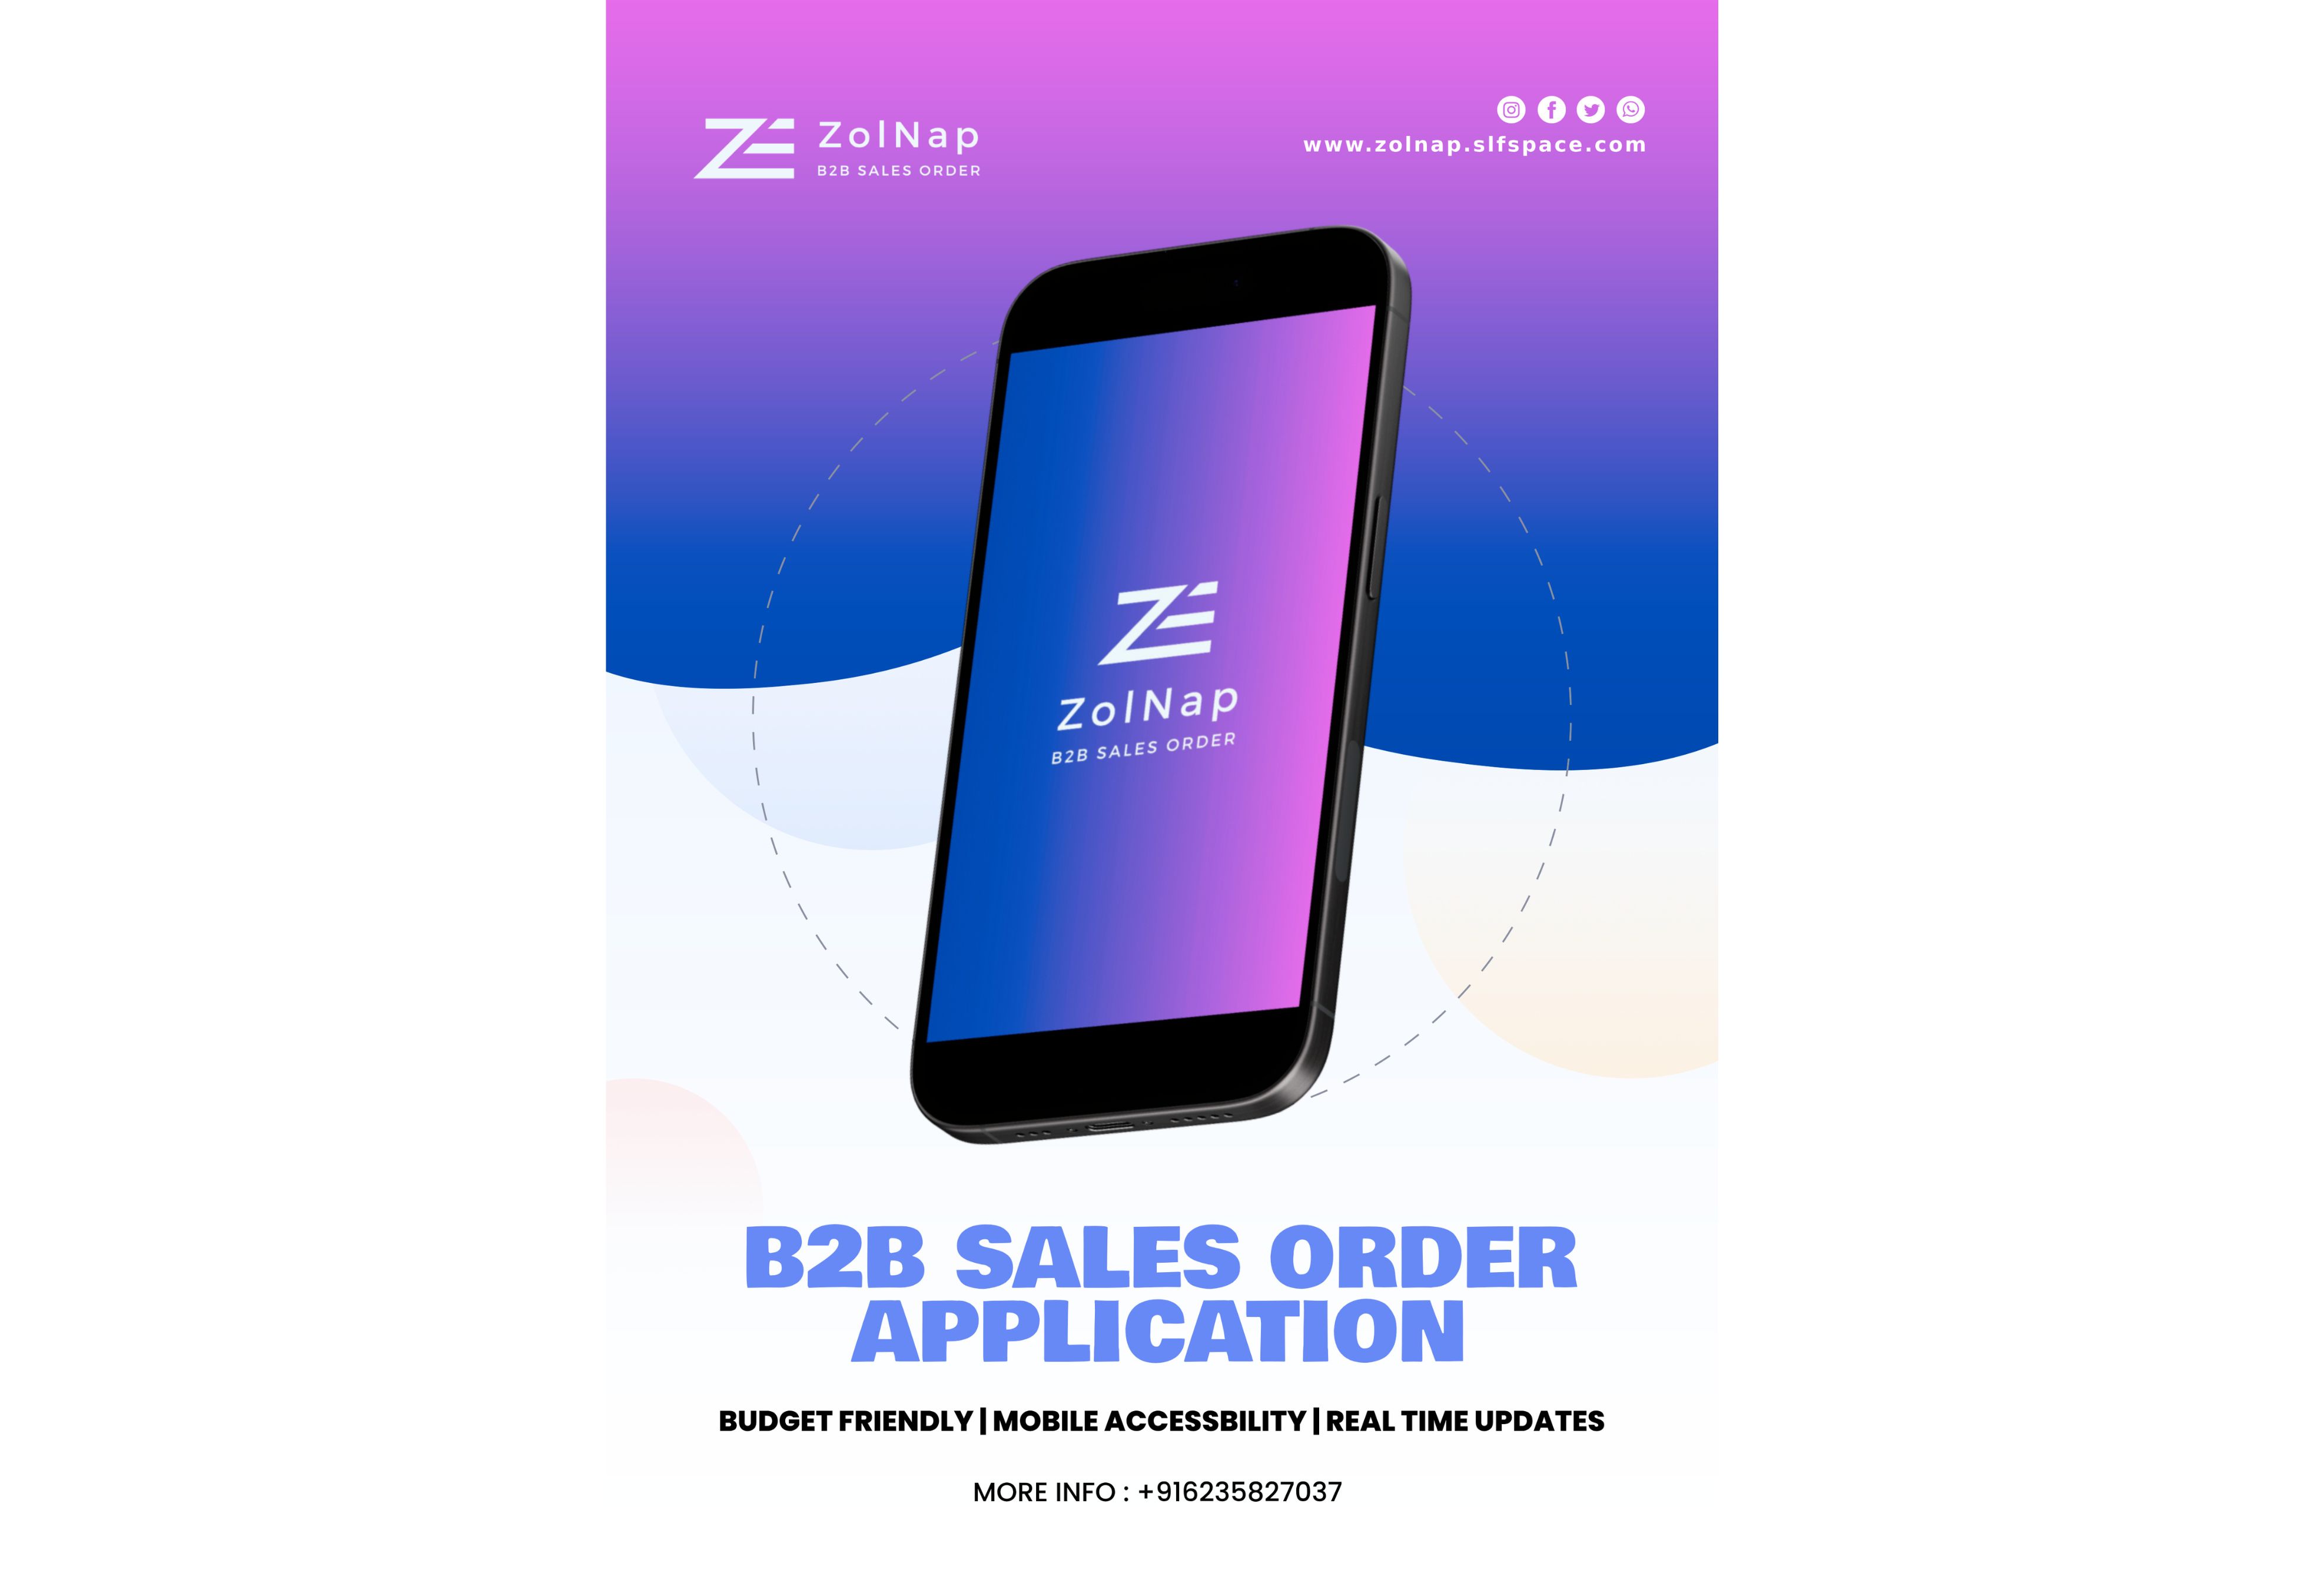 ZolNap
B2B SALES ORDER
www.zolnap.slfspace.com
ZolNap
B2B SALES ORDER
B2B SALES ORDER
APPLICATION
BUDGET FRIENDLY | MOBILE ACCESSBILITY | REAL TIME UPDATES
MORE INFO : +916235827037